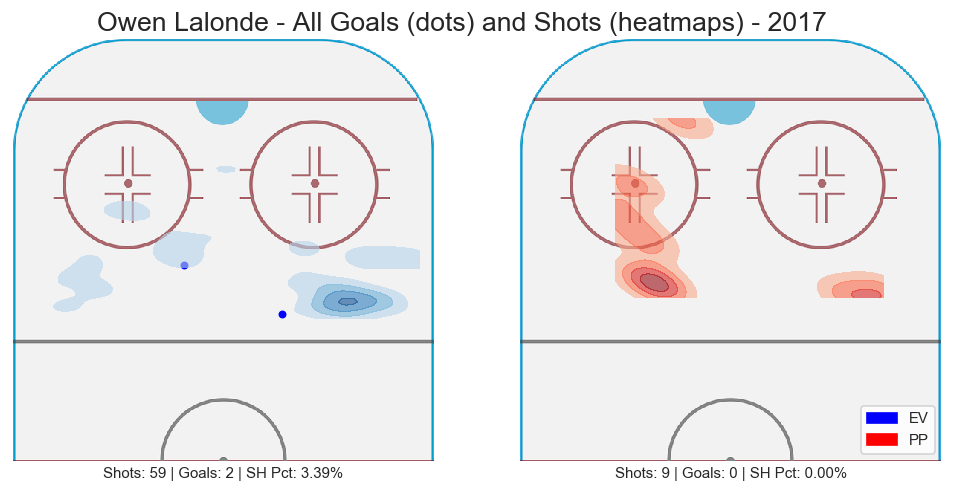 Owen Lalonde - All Goals (dots) and Shots (heatmaps) - 2017
EV
PP
Shots: 59 | Goals: 2 | SH Pct: 3.39%
Shots: 9 | Goals: 0 | SH Pct: 0.00%